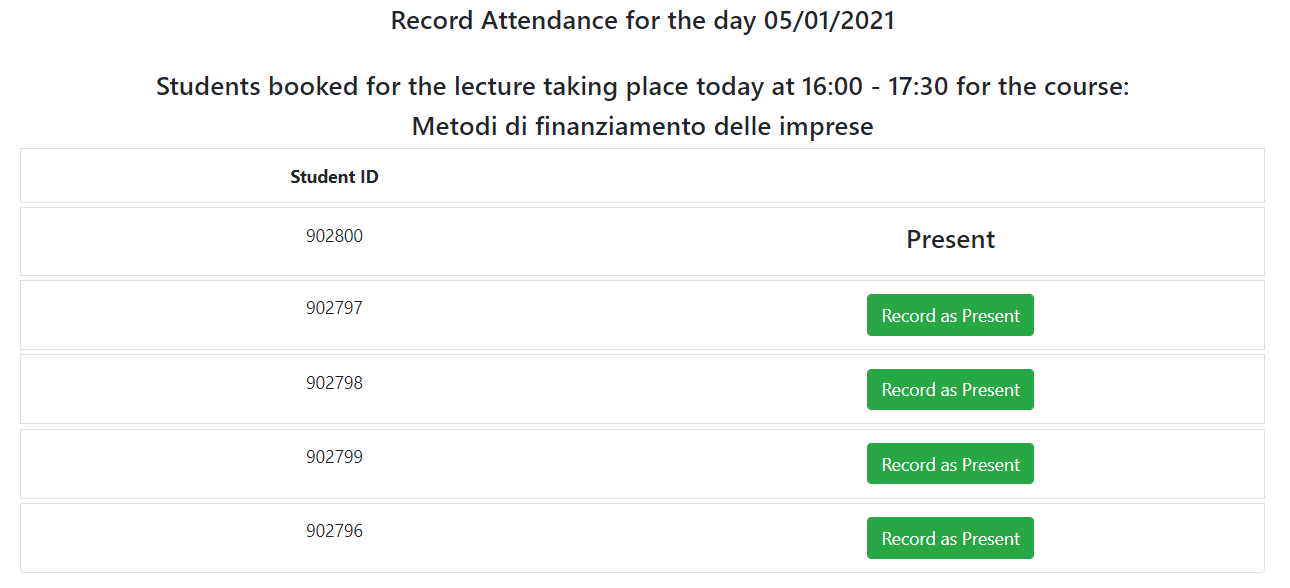 Record Attendance for the day 05/01/2021
Students booked for the lecture taking place today at 16:00 - 17:30 for the course:
Metodi di finanziamento delle imprese
Student ID
902800 Present
902797 Record as Present
902798 Record as Present
902799 Record as Present
902796 Record as Present